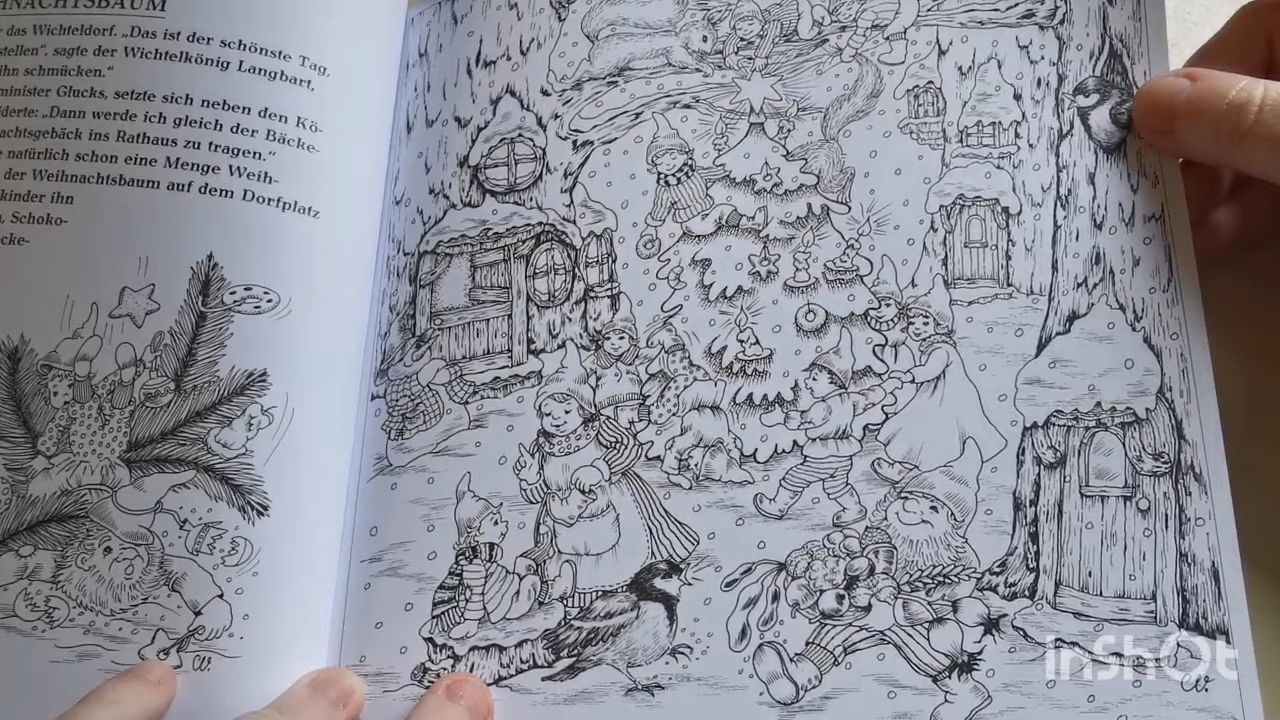 HNACHTSBAUM
das Wichteldorf. „Das ist der schönste Tag,
stellen“, sagte der Wichtelkönig Langbart,
ihn schmücken.“
minister Glucks, setzte sich neben den Kö-
iderte: „Dann werde ich gleich der Bäcke-
achtsgebäck ins Rathaus zu tragen.“
natürlich schon eine Menge Weih-
der Weihnachtsbaum auf dem Dorfplatz
kinder ihn
, Schoko-
cke-
InShOt